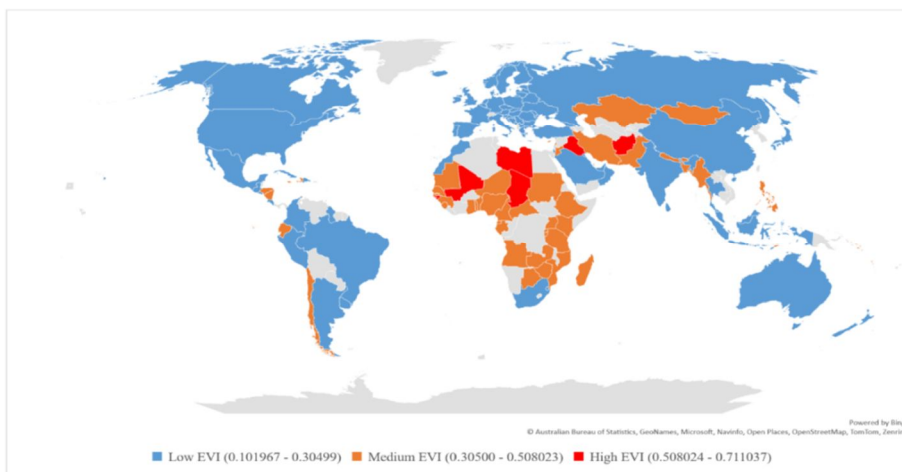 Powered by Bing
© Australian Bureau of Statistics, GeoNames, Microsoft, Navinfo, Open Places, OpenStreetMap, TomTom, Zenrin
Low EVI (0.101967 - 0.30499) Medium EVI (0.30500 - 0.508023) High EVI (0.508024 - 0.711037)